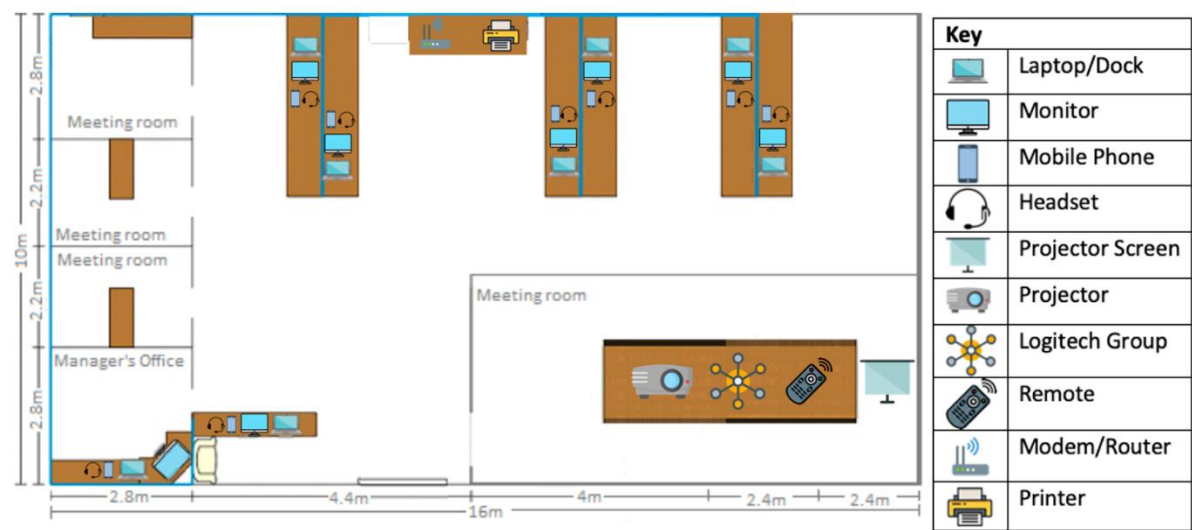 2.8m
Meeting room
2.2m
Meeting room
10m
Meeting room
2.2m
Meeting room
Manager's Office
2.8m
2.8m
4.4m
4m
2.4m
2.4m
16m
Key
Laptop/Dock
Monitor
Mobile Phone
Headset
Projector Screen
Projector
Logitech Group
Remote
Modem/Router
Printer